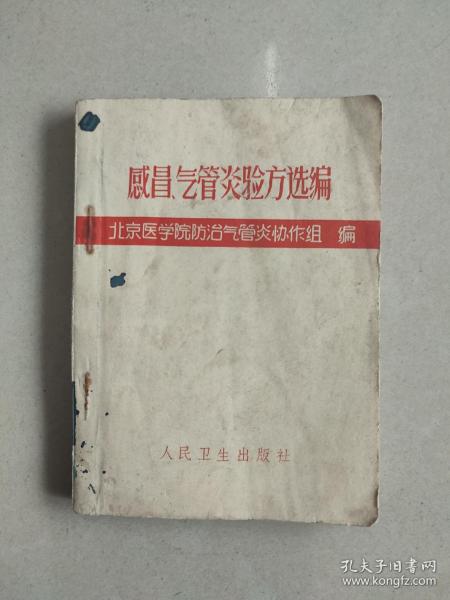 感冒、气管炎验方选编
北京医学院防治气管炎协作组 编
人民卫生出版社
孔夫子旧书网
www.kongfz.com